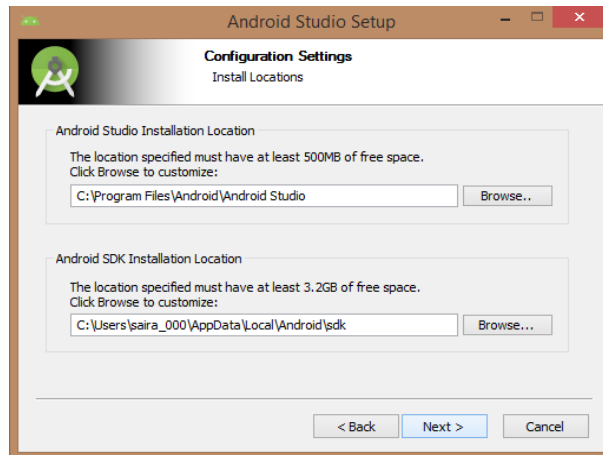 Android Studio Setup
Configuration Settings
Install Locations
Android Studio Installation Location
The location specified must have at least 500MB of free space.
Click Browse to customize:
C:\Program Files\Android\Android Studio
Browse..
Android SDK Installation Location
The location specified must have at least 3.2GB of free space.
Click Browse to customize:
C:\Users\saira_000\AppData\Local\Android\sdk
Browse...
< Back Next > Cancel